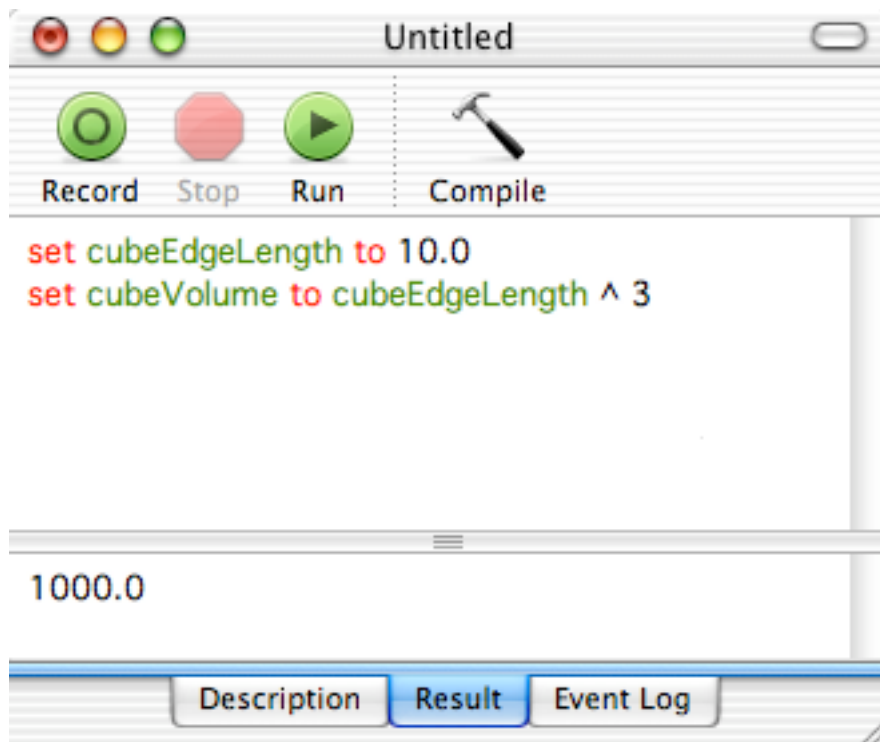 Untitled
Record Stop Run Compile
set cubeEdgeLength to 10.0
set cubeVolume to cubeEdgeLength ^ 3
1000.0
Description Result Event Log